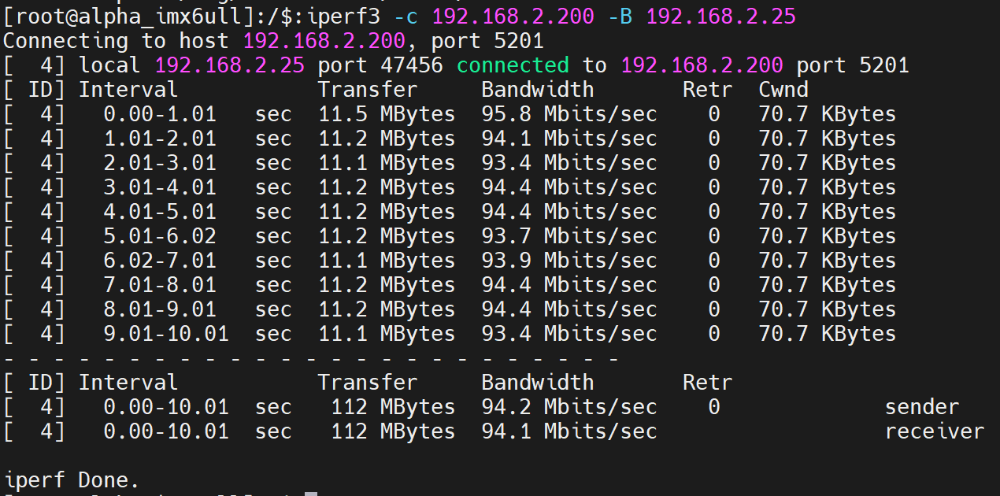 [root@alpha_imx6ull]:/$:iperf3 -c 192.168.2.200 -B 192.168.2.25
Connecting to host 192.168.2.200, port 5201
[  4] local 192.168.2.25 port 47456 connected to 192.168.2.200 port 5201
[ ID] Interval           Transfer     Bandwidth       Retr  Cwnd
[  4]   0.00-1.01   sec  11.5 MBytes  95.8 Mbits/sec    0   70.7 KBytes
[  4]   1.01-2.01   sec  11.2 MBytes  94.1 Mbits/sec    0   70.7 KBytes
[  4]   2.01-3.01   sec  11.1 MBytes  93.4 Mbits/sec    0   70.7 KBytes
[  4]   3.01-4.01   sec  11.2 MBytes  94.4 Mbits/sec    0   70.7 KBytes
[  4]   4.01-5.01   sec  11.2 MBytes  94.4 Mbits/sec    0   70.7 KBytes
[  4]   5.01-6.02   sec  11.2 MBytes  93.7 Mbits/sec    0   70.7 KBytes
[  4]   6.02-7.01   sec  11.1 MBytes  93.9 Mbits/sec    0   70.7 KBytes
[  4]   7.01-8.01   sec  11.2 MBytes  94.4 Mbits/sec    0   70.7 KBytes
[  4]   8.01-9.01   sec  11.2 MBytes  94.4 Mbits/sec    0   70.7 KBytes
[  4]   9.01-10.01  sec  11.1 MBytes  93.4 Mbits/sec    0   70.7 KBytes
- - - - - - - - - - - - - - - - - - - - - - - - -
[ ID] Interval           Transfer     Bandwidth       Retr
[  4]   0.00-10.01  sec   112 MBytes  94.2 Mbits/sec    0             sender
[  4]   0.00-10.01  sec   112 MBytes  94.1 Mbits/sec                  receiver
iperf Done.